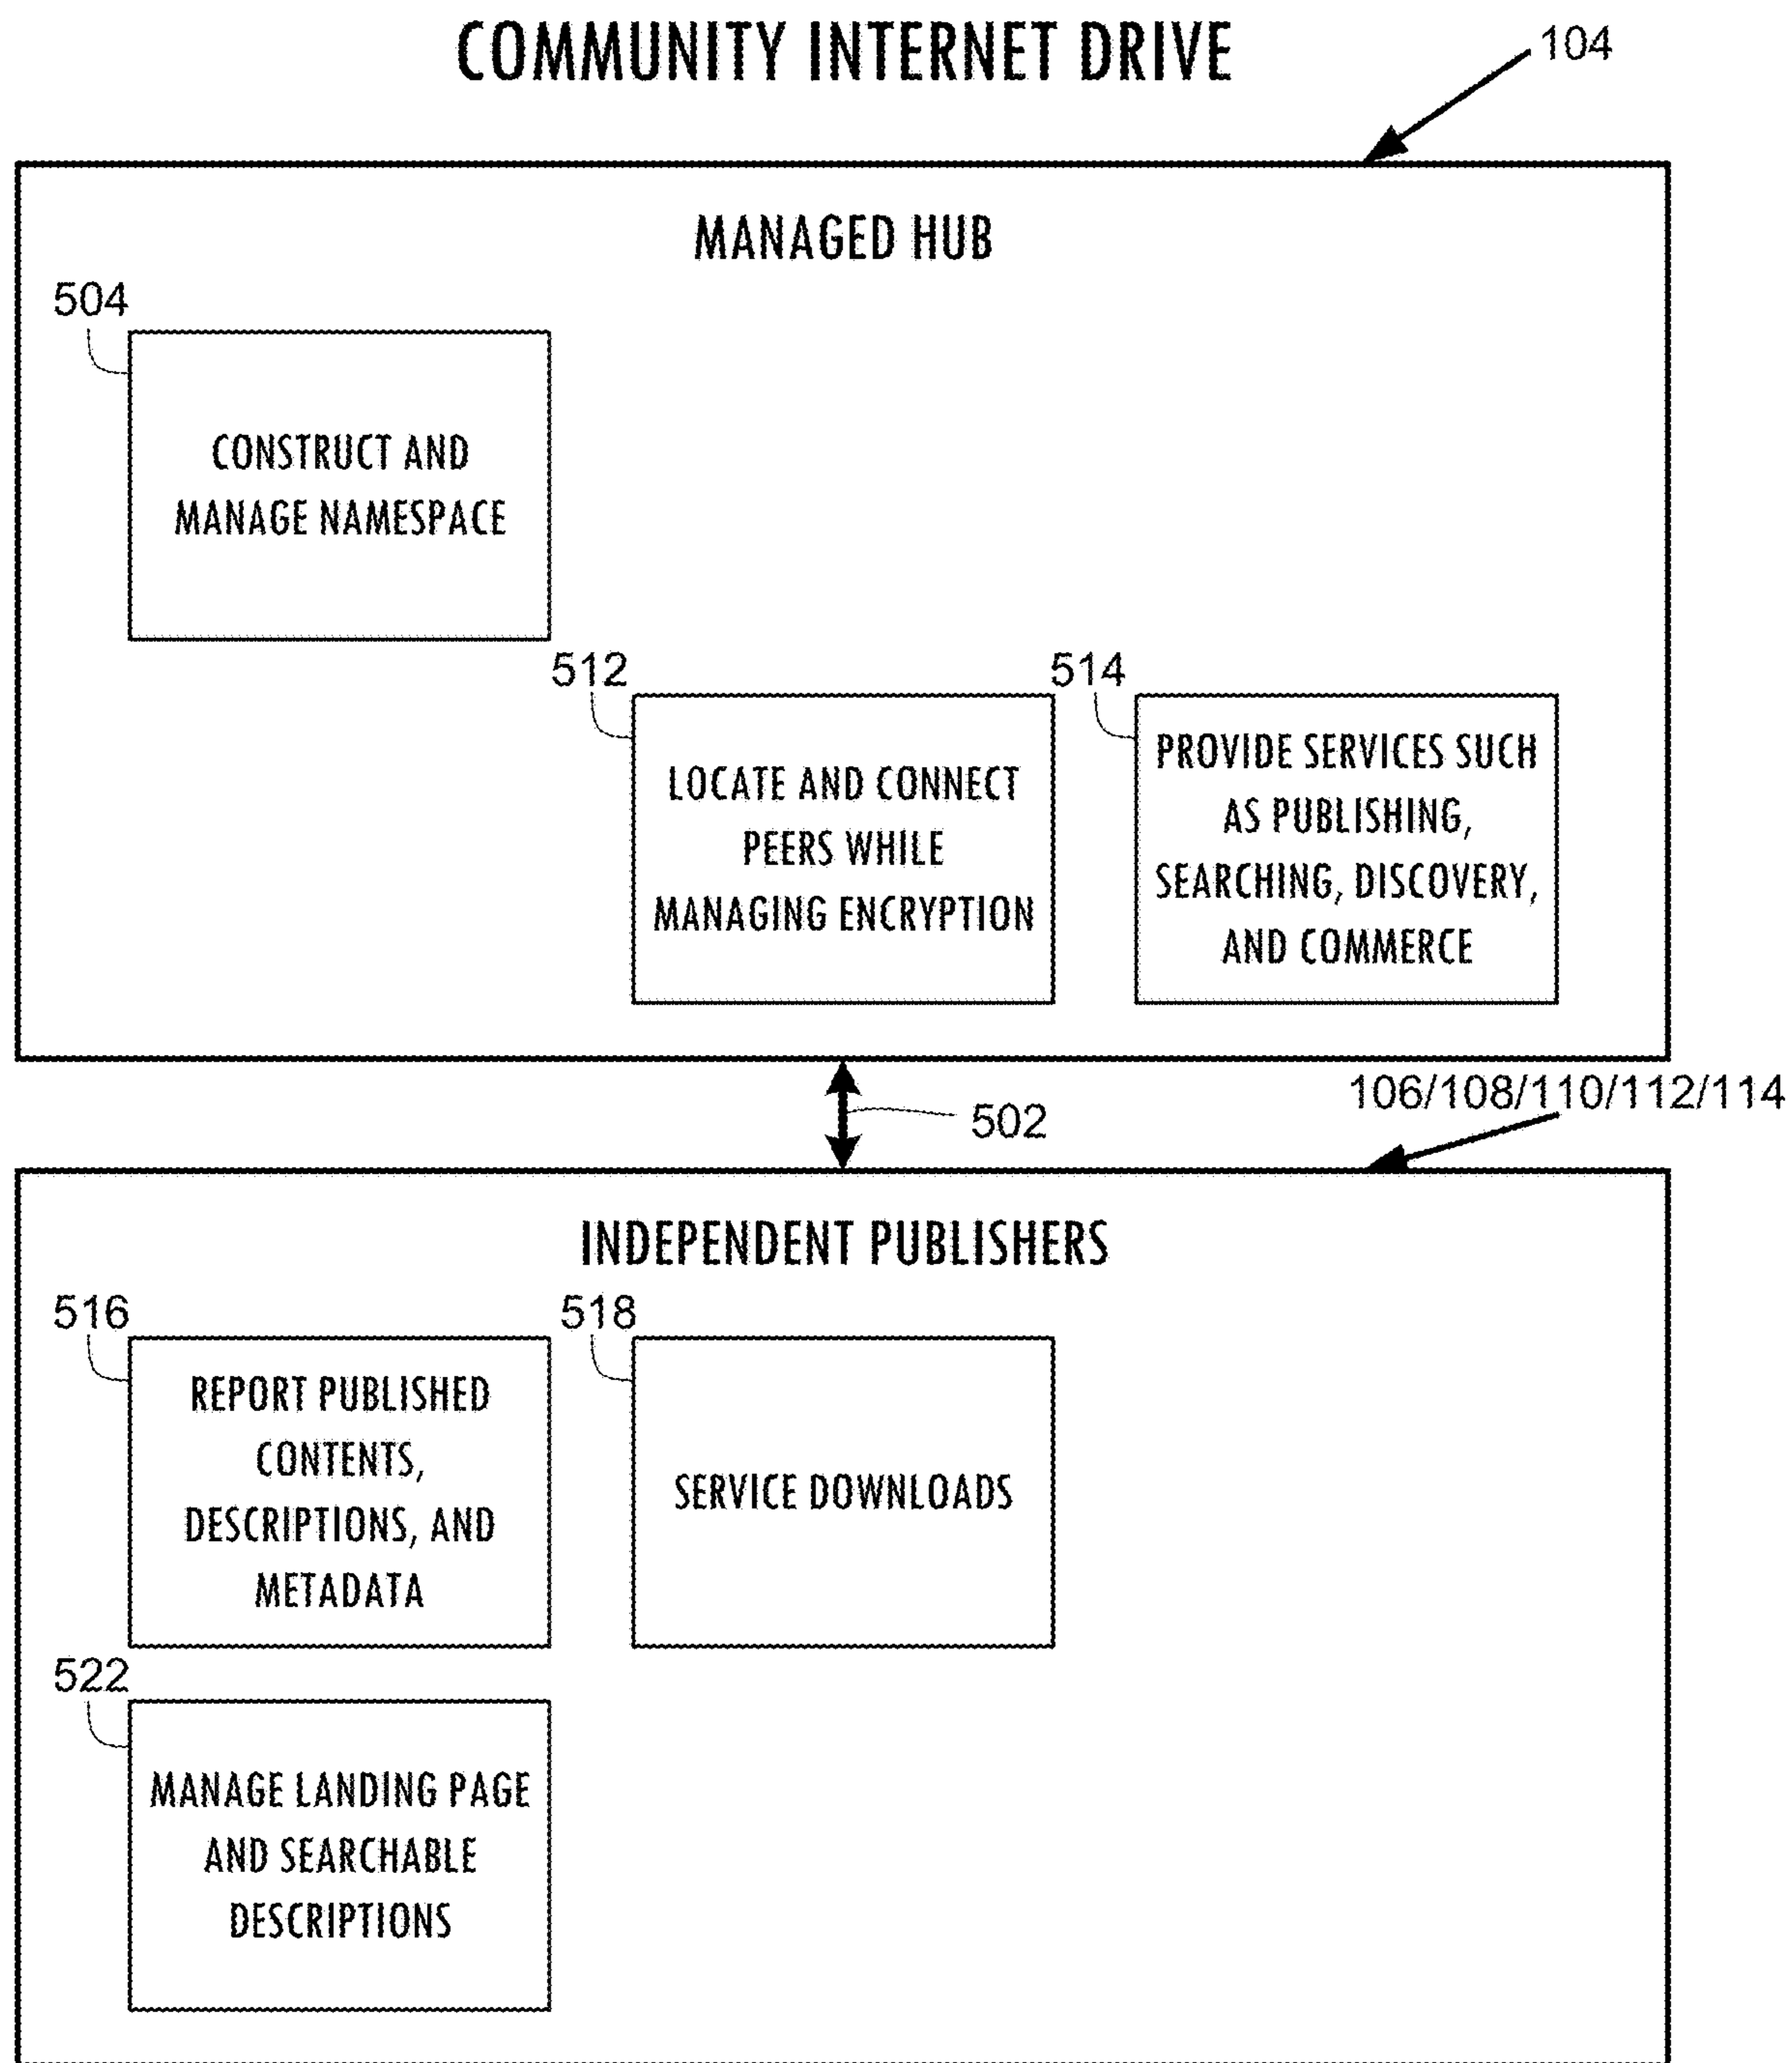 COMMUNITY INTERNET DRIVE
104
MANAGED HUB
504
CONSTRUCT AND
MANAGE NAMESPACE
512
LOCATE AND CONNECT
PEERS WHILE
MANAGING ENCRYPTION
514
PROVIDE SERVICES SUCH
AS PUBLISHING,
SEARCHING, DISCOVERY,
AND COMMERCE
502
106/108/110/112/114
INDEPENDENT PUBLISHERS
516
REPORT PUBLISHED
CONTENTS,
DESCRIPTIONS, AND
METADATA
518
SERVICE DOWNLOADS
522
MANAGE LANDING PAGE
AND SEARCHABLE
DESCRIPTIONS